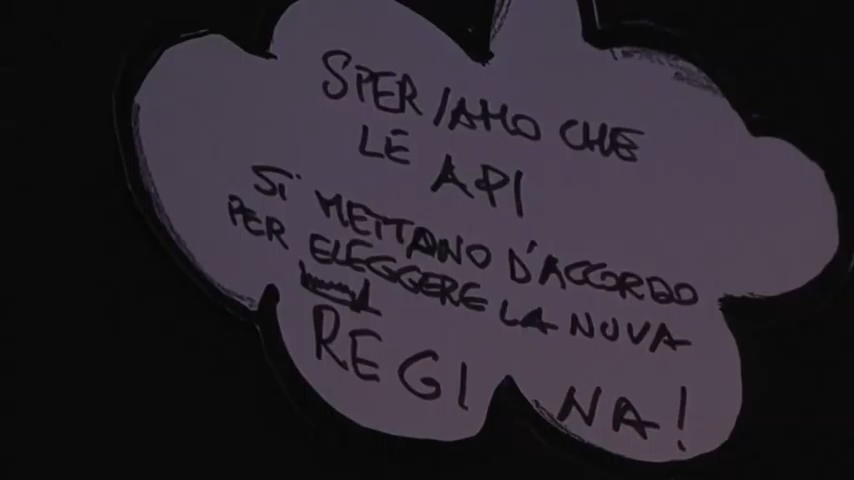 SPERIAMO CHE
LE API
SI METTANO D'ACCORDO
PER ELEGGERE LA NUVA
REGINA!